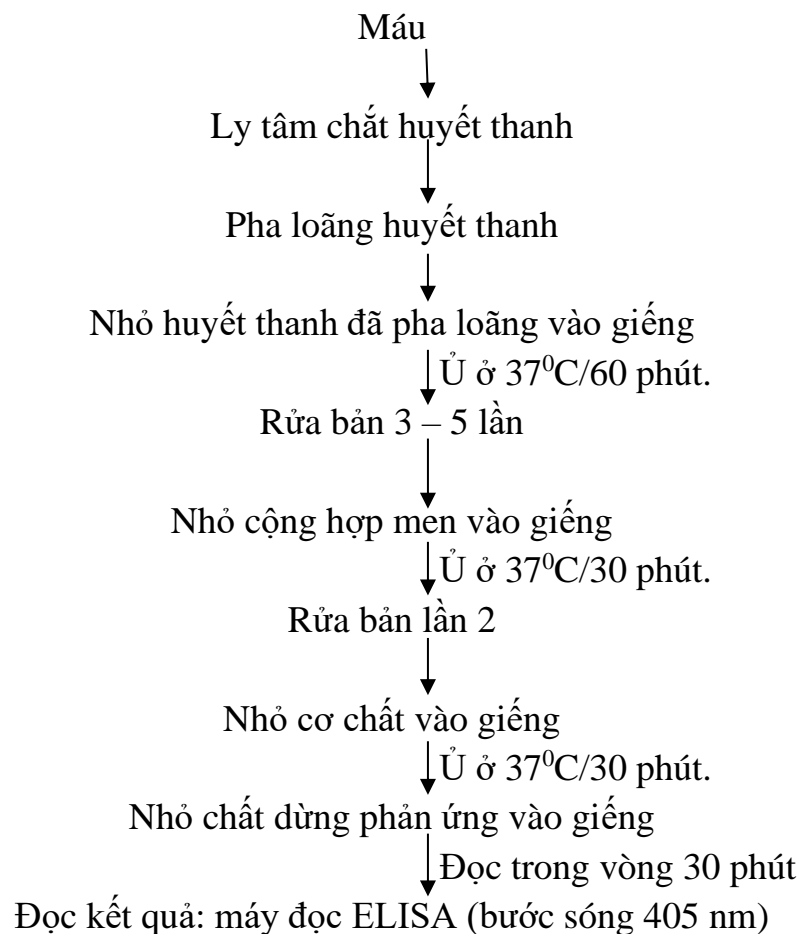 Máu
Ly tâm chắt huyết thanh
Pha loãng huyết thanh
Nhỏ huyết thanh đã pha loãng vào giếng
Ủ ở 37⁰C/60 phút.
Rửa bản 3 – 5 lần
Nhỏ cộng hợp men vào giếng
Ủ ở 37⁰C/30 phút.
Rửa bản lần 2
Nhỏ cơ chất vào giếng
Ủ ở 37⁰C/30 phút.
Nhỏ chất dừng phản ứng vào giếng
Đọc trong vòng 30 phút
Đọc kết quả: máy đọc ELISA (bước sóng 405 nm)